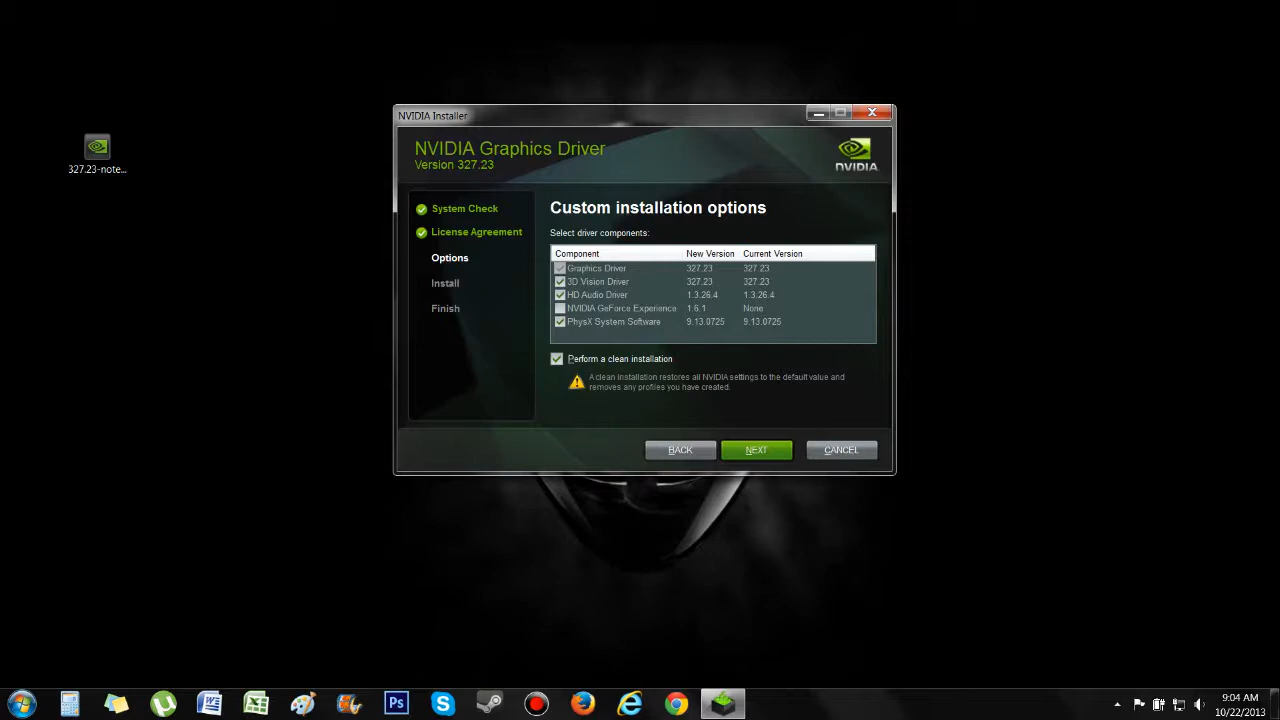 327.23-note...
NVIDIA Installer
NVIDIA Graphics Driver
Version 327.23
NVIDIA
System Check
License Agreement
Options
Install
Finish
Custom installation options
Select driver components:
Component New Version Current Version
Graphics Driver 327.23 327.23
3D Vision Driver 327.23 327.23
HD Audio Driver 1.3.26.4 1.3.26.4
NVIDIA GeForce Experience 1.6.1 None
PhysX System Software 9.13.0725 9.13.0725
Perform a clean installation
A clean installation restores all NVIDIA settings to the default value and
removes any profiles you have created.
BACK NEXT CANCEL
Ps
9:04 AM
10/22/2013